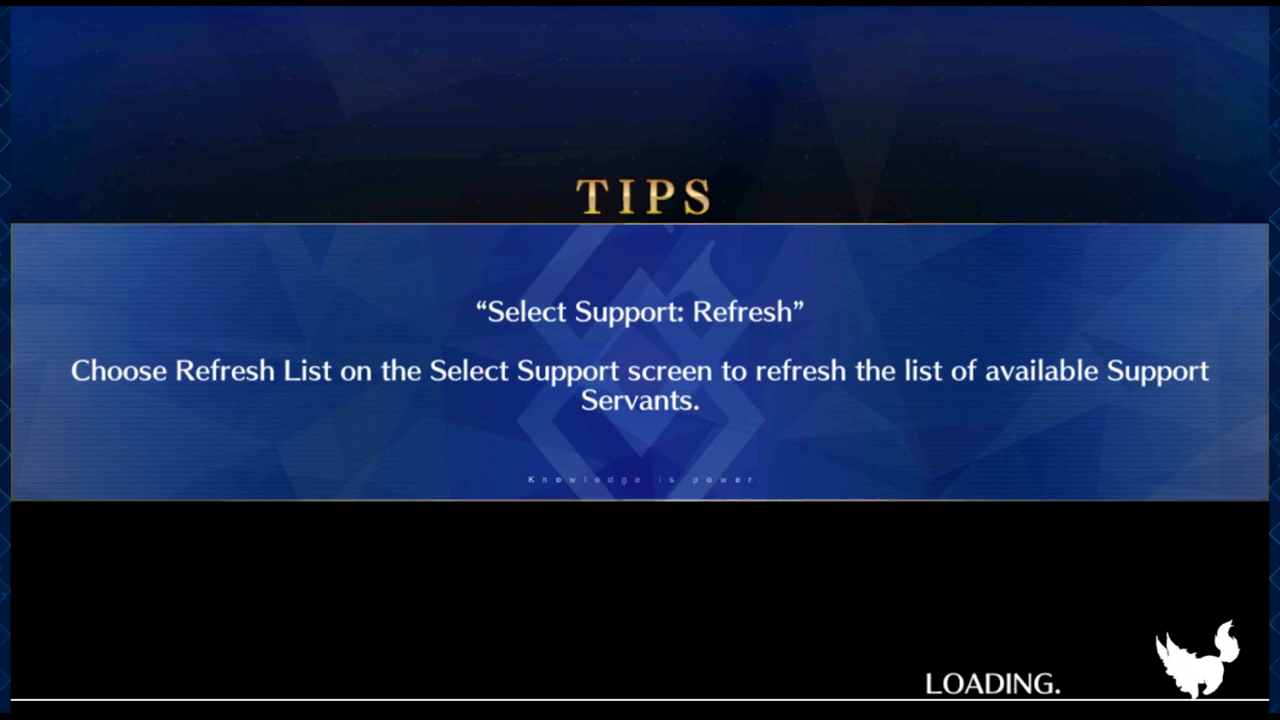 TIPS
“Select Support: Refresh”
Choose Refresh List on the Select Support screen to refresh the list of available Support
Servants.
Knowledge is power.
LOADING.